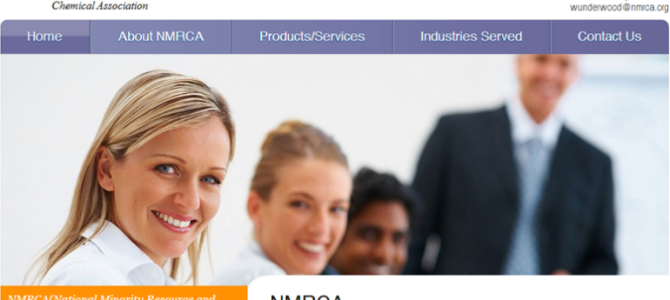 Chemical Association
wunderwood@nmrca.org
Home About NMRCA Products/Services Industries Served Contact Us
NMRCA(National Minority Resource and
NMRCA